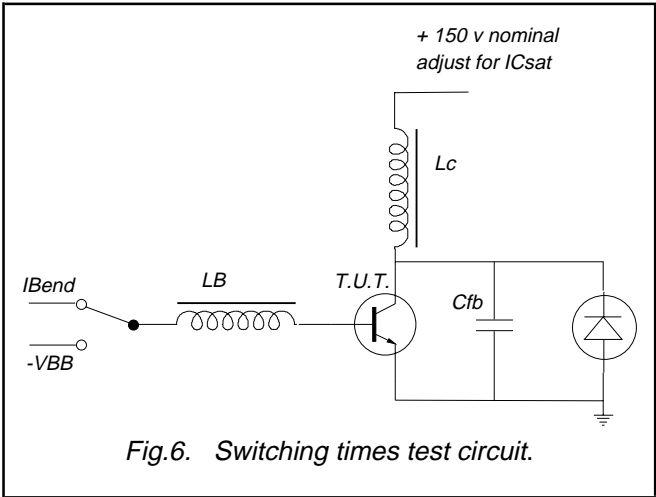 + 150 v nominal
adjust for ICsat
Lc
IBend
LB
T.U.T.
Cfb
-VBB
Fig.6. Switching times test circuit.